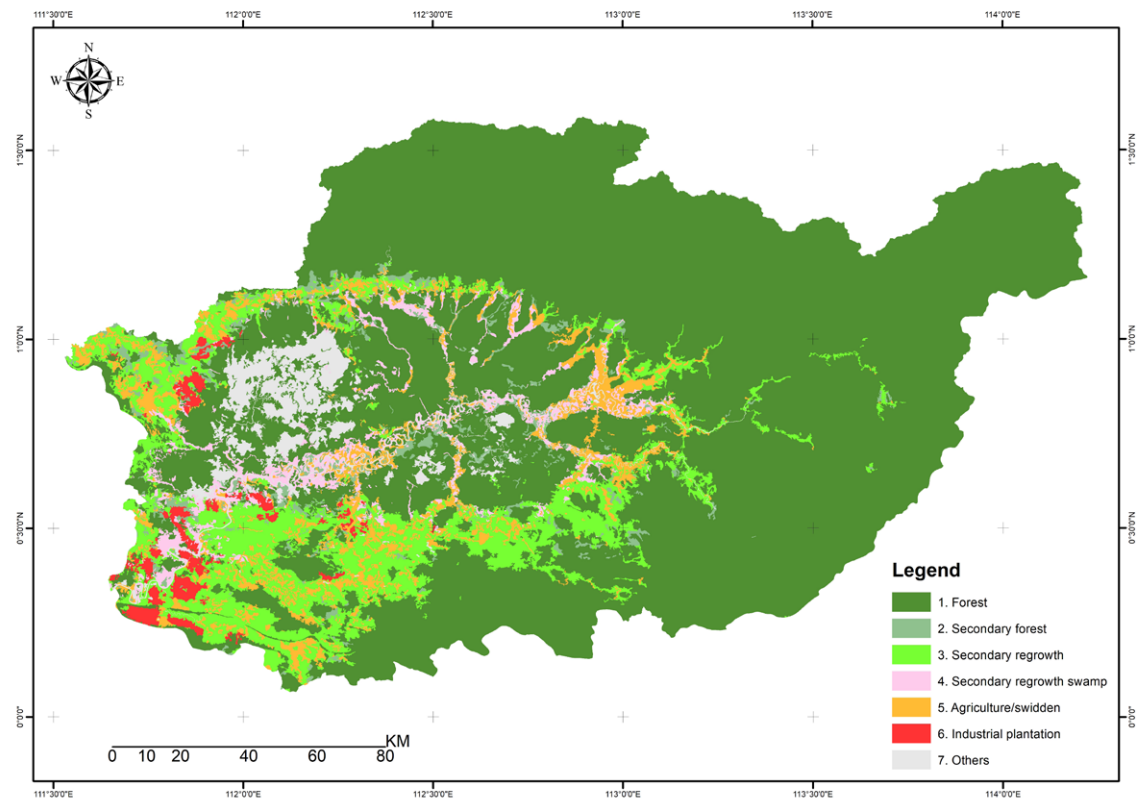 111°30'0"E 112°0'0"E 112°30'0"E 113°0'0"E 113°30'0"E 114°0'0"E
N
W E
S
1°30'0"N 1°30'0"N
1°0'0"N 1°0'0"N
0°30'0"N 0°30'0"N
0°0'0" 0°0'0"
Legend
1. Forest
2. Secondary forest
3. Secondary regrowth
4. Secondary regrowth swamp
5. Agriculture/swidden
6. Industrial plantation
7. Others
KM
0 10 20 40 60 80
111°30'0"E 112°0'0"E 112°30'0"E 113°0'0"E 113°30'0"E 114°0'0"E